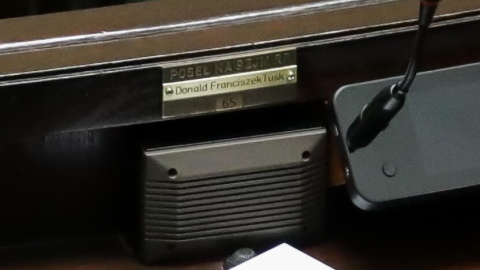 POSEŁ NA SEJM RP
Donald Franciszek Tusk
65